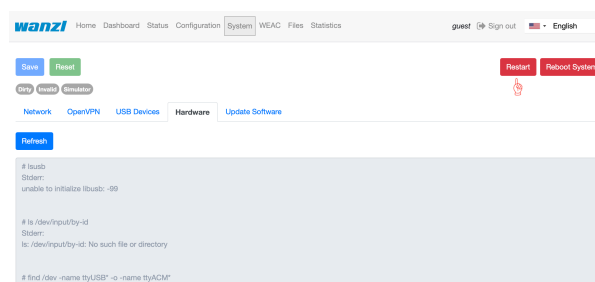 wanzl Home Dashboard Status Configuration System WEAC Files Statistics guest Sign out English
Save Reset Restart Reboot System
Dirty Invalid Simulator
Network OpenVPN USB Devices Hardware Update Software
Refresh
# lsusb
Stderr:
unable to initialize libusb: -99
# ls /dev/input/by-id
Stderr:
ls: /dev/input/by-id: No such file or directory
# find /dev -name ttyUSB* -o -name ttyACM*